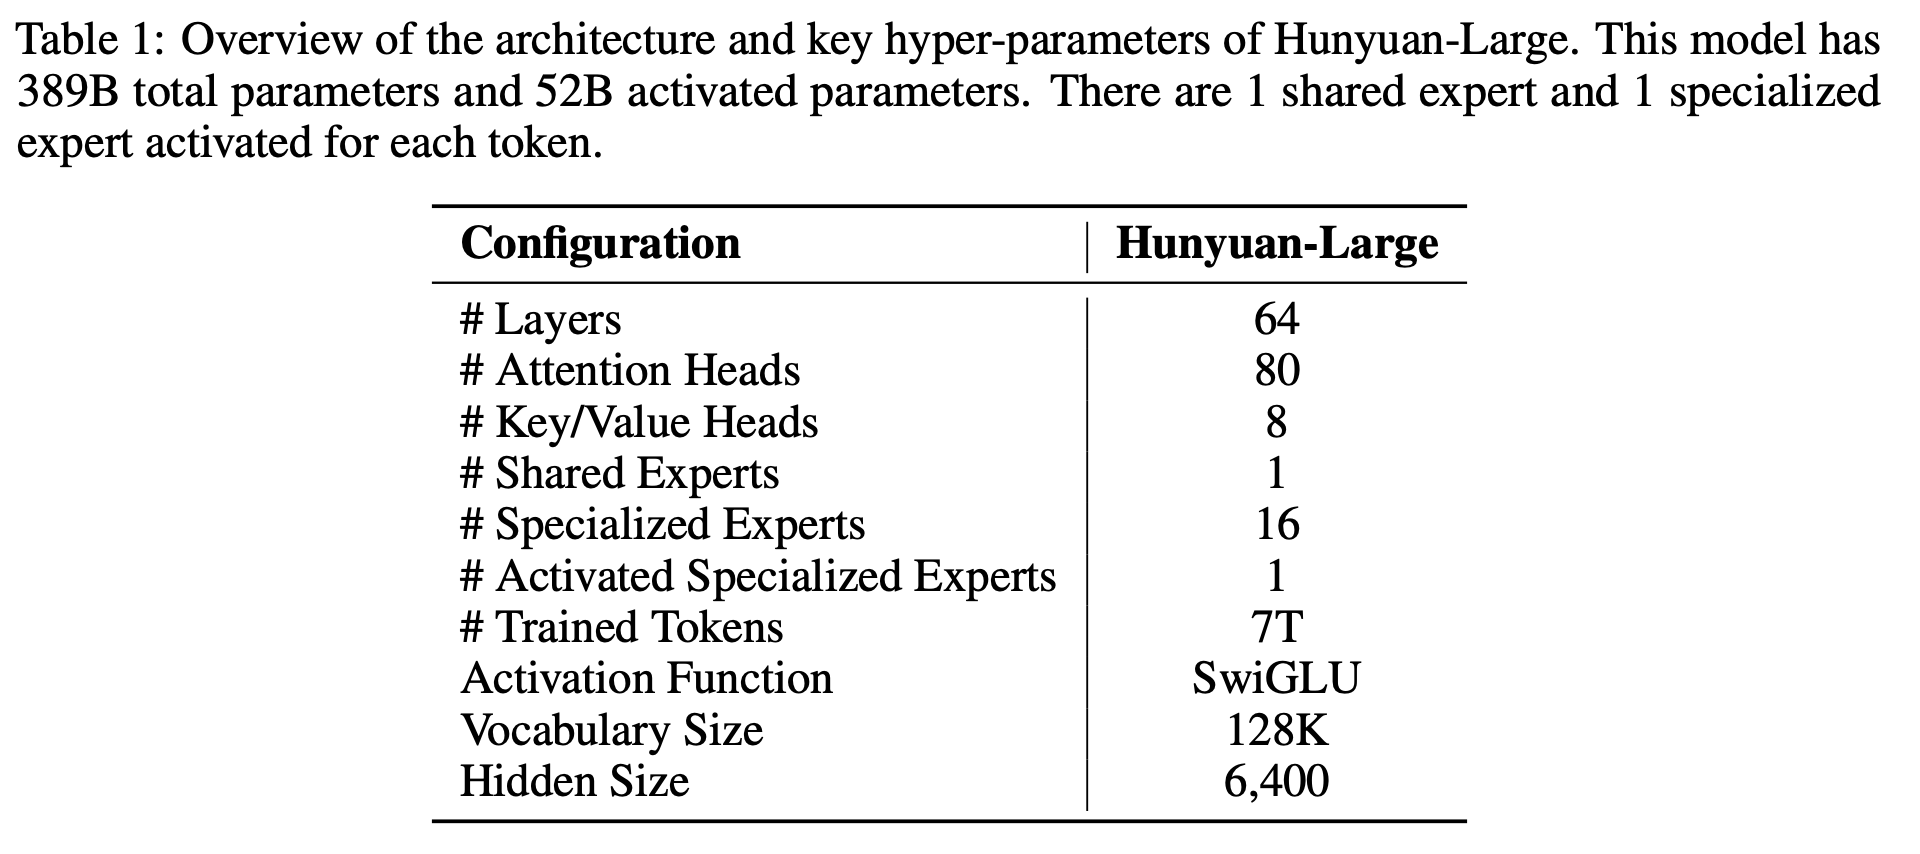 Table 1: Overview of the architecture and key hyper-parameters of Hunyuan-Large. This model has
389B total parameters and 52B activated parameters. There are 1 shared expert and 1 specialized
expert activated for each token.
Configuration Hunyuan-Large
# Layers 64
# Attention Heads 80
# Key/Value Heads 8
# Shared Experts 1
# Specialized Experts 16
# Activated Specialized Experts 1
# Trained Tokens 7T
Activation Function SwiGLU
Vocabulary Size 128K
Hidden Size 6,400